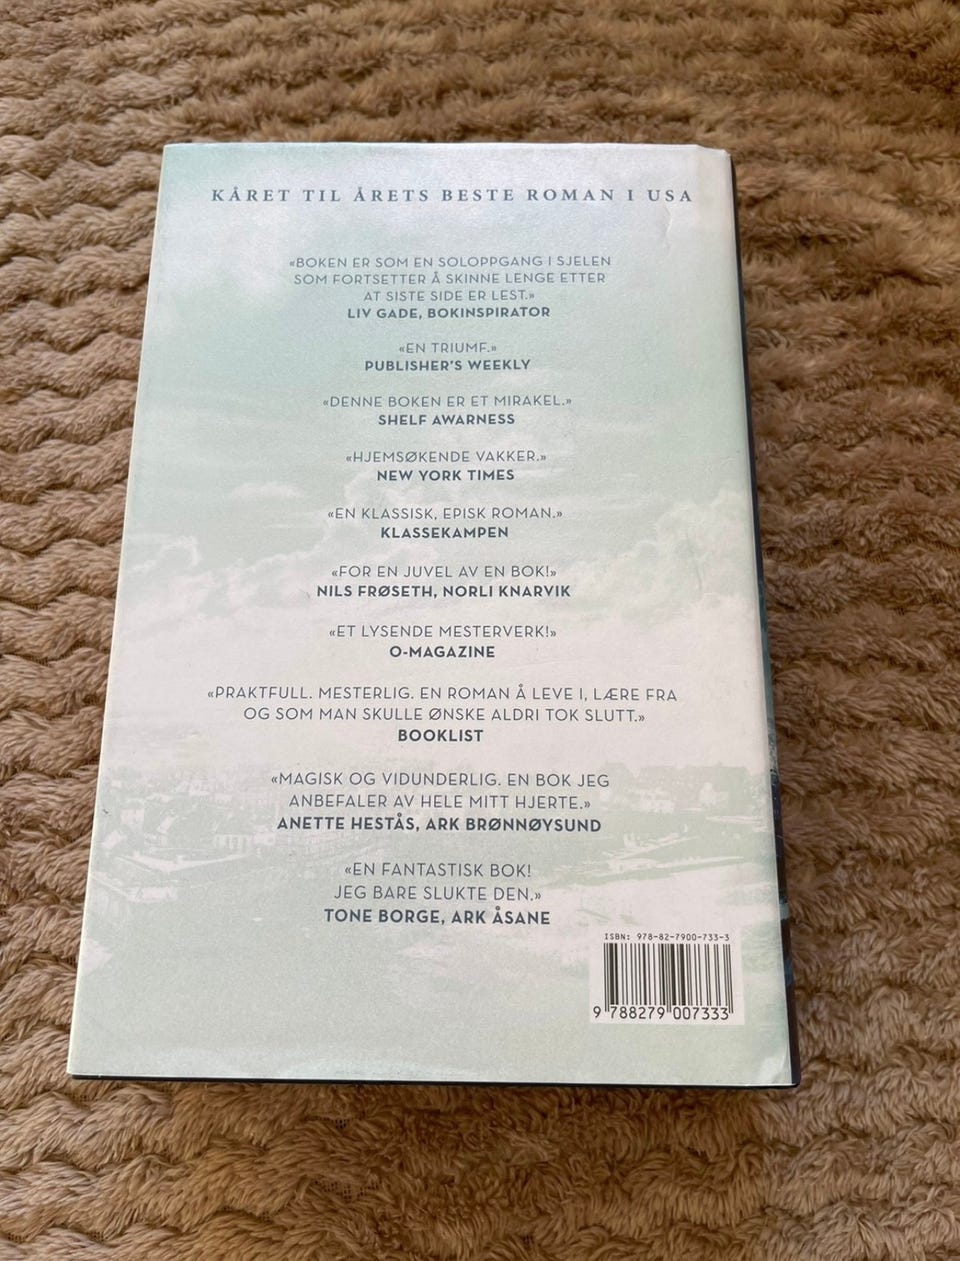 KÅRET TIL ÅRETS BESTE ROMAN I USA
«BOKEN ER SOM EN SOLOPPGANG I SJELEN
SOM FORTSETTER Å SKINNE LENGE ETTER
AT SISTE SIDE ER LEST.»
LIV GADE, BOKINSPIRATOR
«EN TRIUMF.»
PUBLISHER'S WEEKLY
«DENNE BOKEN ER ET MIRAKEL.»
SHELF AWARNESS
«HJEMSØKENDE VAKKER.»
NEW YORK TIMES
«EN KLASSISK, EPISK ROMAN.»
KLASSEKAMPEN
«FOR EN JUVEL AV EN BOK!»
NILS FRØSETH, NORLI KNARVIK
«ET LYSENDE MESTERVERK!»
O-MAGAZINE
«PRAKTFULL. MESTERLIG. EN ROMAN Å LEVE I, LÆRE FRA
OG SOM MAN SKULLE ØNSKE ALDRI TOK SLUTT.»
BOOKLIST
«MAGISK OG VIDUNDERLIG. EN BOK JEG
ANBEFALER AV HELE MITT HJERTE.»
ANETTE HESTÅS, ARK BRØNNØYSUND
«EN FANTASTISK BOK!
JEG BARE SLUKTE DEN.»
TONE BORGE, ARK ÅSANE
ISBN: 978-82-7900-733-3
9 788279 007333